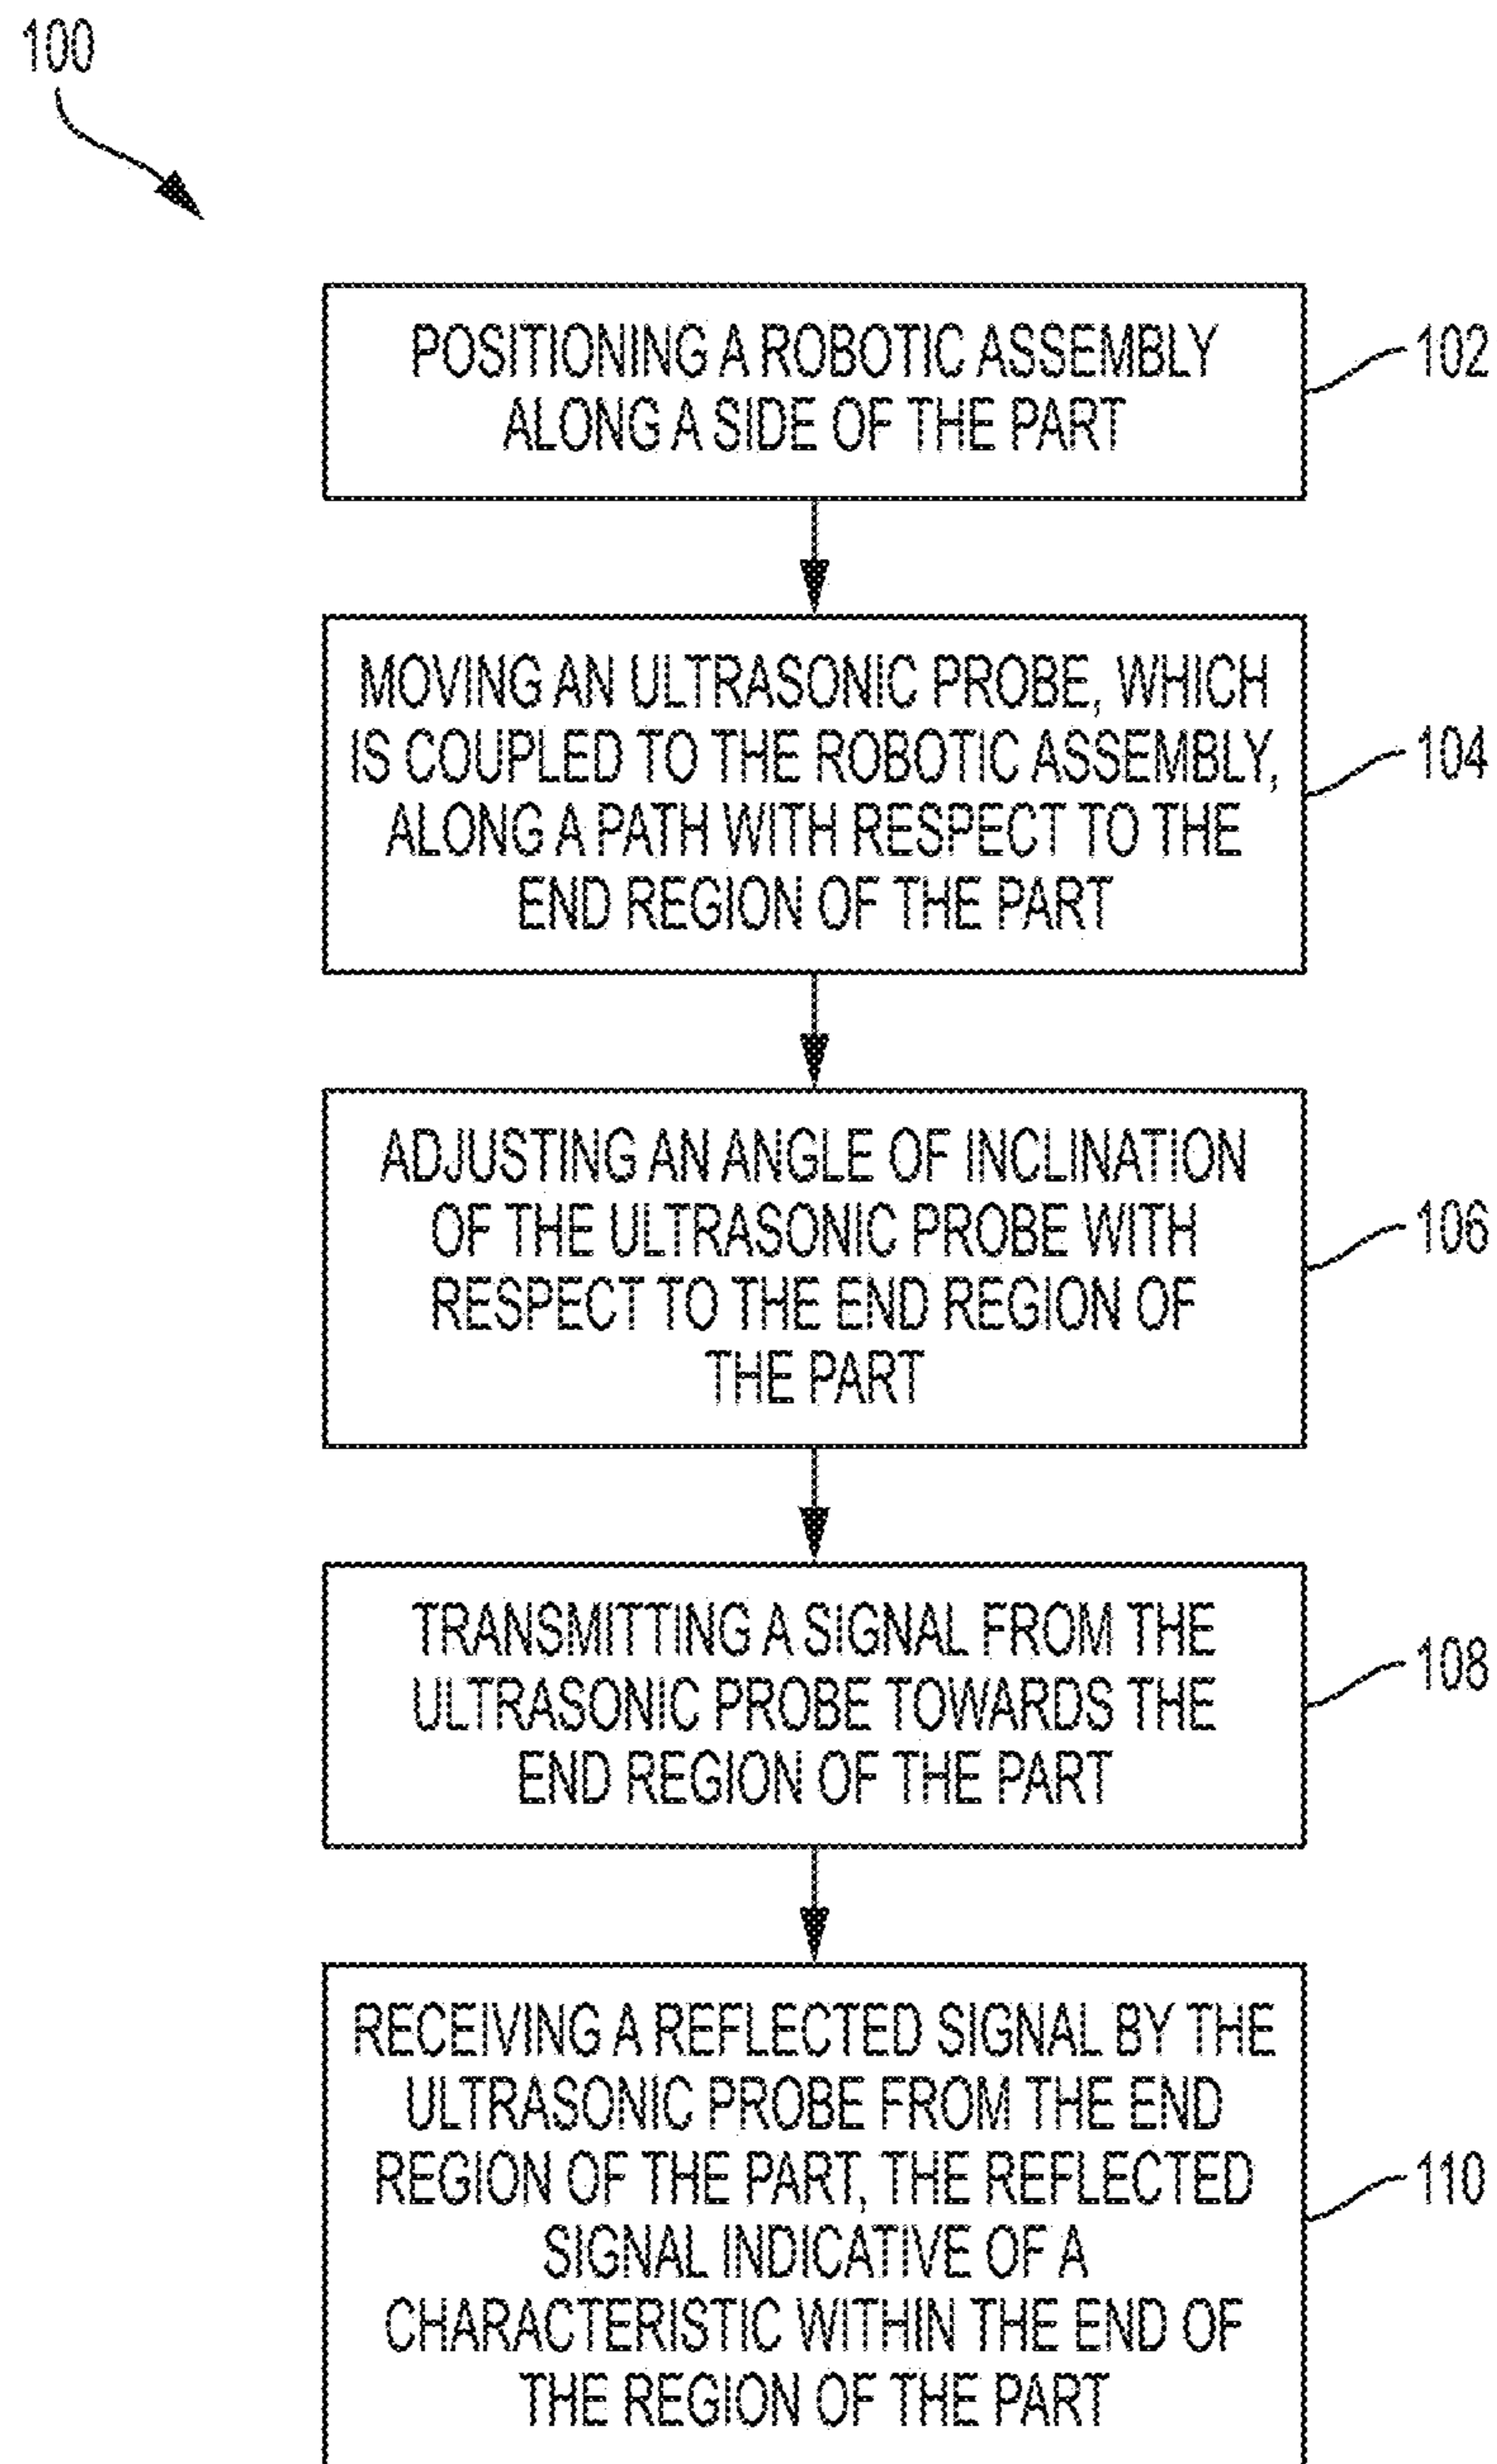 100
POSITIONING A ROBOTIC ASSEMBLY
ALONG A SIDE OF THE PART
102
MOVING AN ULTRASONIC PROBE, WHICH
IS COUPLED TO THE ROBOTIC ASSEMBLY,
ALONG A PATH WITH RESPECT TO THE
END REGION OF THE PART
104
ADJUSTING AN ANGLE OF INCLINATION
OF THE ULTRASONIC PROBE WITH
RESPECT TO THE END REGION OF
THE PART
106
TRANSMITTING A SIGNAL FROM THE
ULTRASONIC PROBE TOWARDS THE
END REGION OF THE PART
108
RECEIVING A REFLECTED SIGNAL BY THE
ULTRASONIC PROBE FROM THE END
REGION OF THE PART, THE REFLECTED
SIGNAL INDICATIVE OF A
CHARACTERISTIC WITHIN THE END OF
THE REGION OF THE PART
110